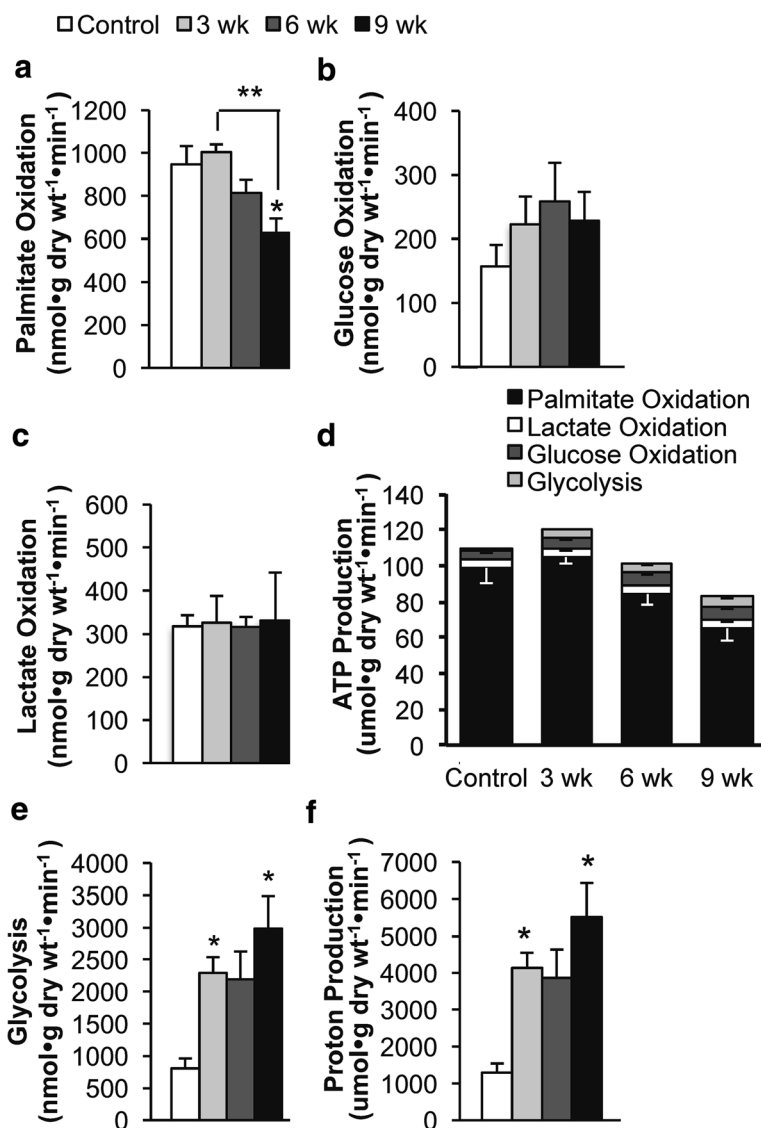 Control 3 wk 6 wk 9 wk
a
Palmitate Oxidation
(nmol•g dry wt⁻¹•min⁻¹)
1200
1000
800
600
400
200
0
**
*
b
Glucose Oxidation
(nmol•g dry wt⁻¹•min⁻¹)
400
300
200
100
0
c
Lactate Oxidation
(nmol•g dry wt⁻¹•min⁻¹)
600
500
400
300
200
100
0
d
Palmitate Oxidation
Lactate Oxidation
Glucose Oxidation
Glycolysis
ATP Production
(umol•g dry wt⁻¹•min⁻¹)
140
120
100
80
60
40
20
0
Control 3 wk 6 wk 9 wk
e
Glycolysis
(nmol•g dry wt⁻¹•min⁻¹)
4000
3500
3000
2500
2000
1500
1000
500
0
*
*
f
Proton Production
(umol•g dry wt⁻¹•min⁻¹)
7000
6000
5000
4000
3000
2000
1000
0
*
*